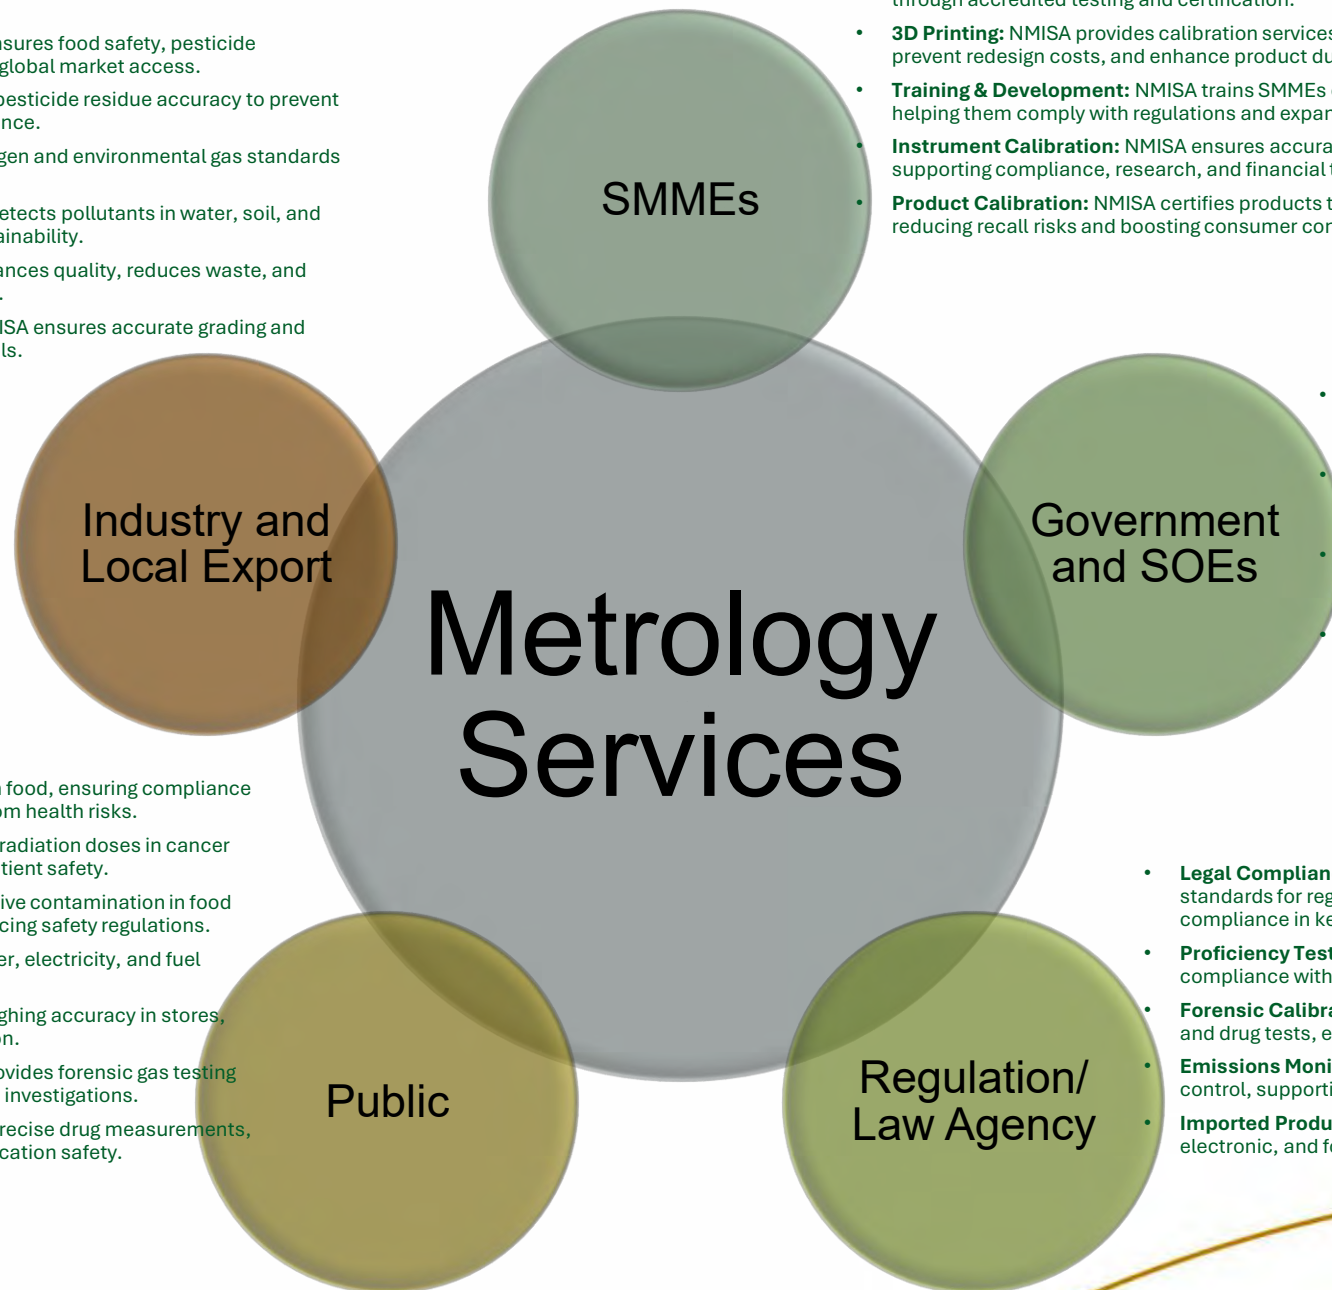 through accredited testing and certification.
• 3D Printing: NMISA provides calibration services
prevent redesign costs, and enhance product du
• Training & Development: NMISA trains SMMEs
helping them comply with regulations and expan
• Instrument Calibration: NMISA ensures accura
supporting compliance, research, and financial t
• Product Calibration: NMISA certifies products t
reducing recall risks and boosting consumer con
sures food safety, pesticide
global market access.
pesticide residue accuracy to prevent
nce.
gen and environmental gas standards
etects pollutants in water, soil, and
ainability.
ances quality, reduces waste, and
.
ISA ensures accurate grading and
ls.
SMMEs
Industry and
Local Export
Government
and SOEs
•
•
•
•
Metrology
Services
food, ensuring compliance
om health risks.
radiation doses in cancer
tient safety.
ive contamination in food
cing safety regulations.
er, electricity, and fuel
ghing accuracy in stores,
on.
ovides forensic gas testing
investigations.
recise drug measurements,
cation safety.
Public
Regulation/
Law Agency
• Legal Complian
standards for reg
compliance in ke
• Proficiency Test
compliance with
• Forensic Calibra
and drug tests, e
• Emissions Moni
control, supporti
• Imported Produ
electronic, and fo